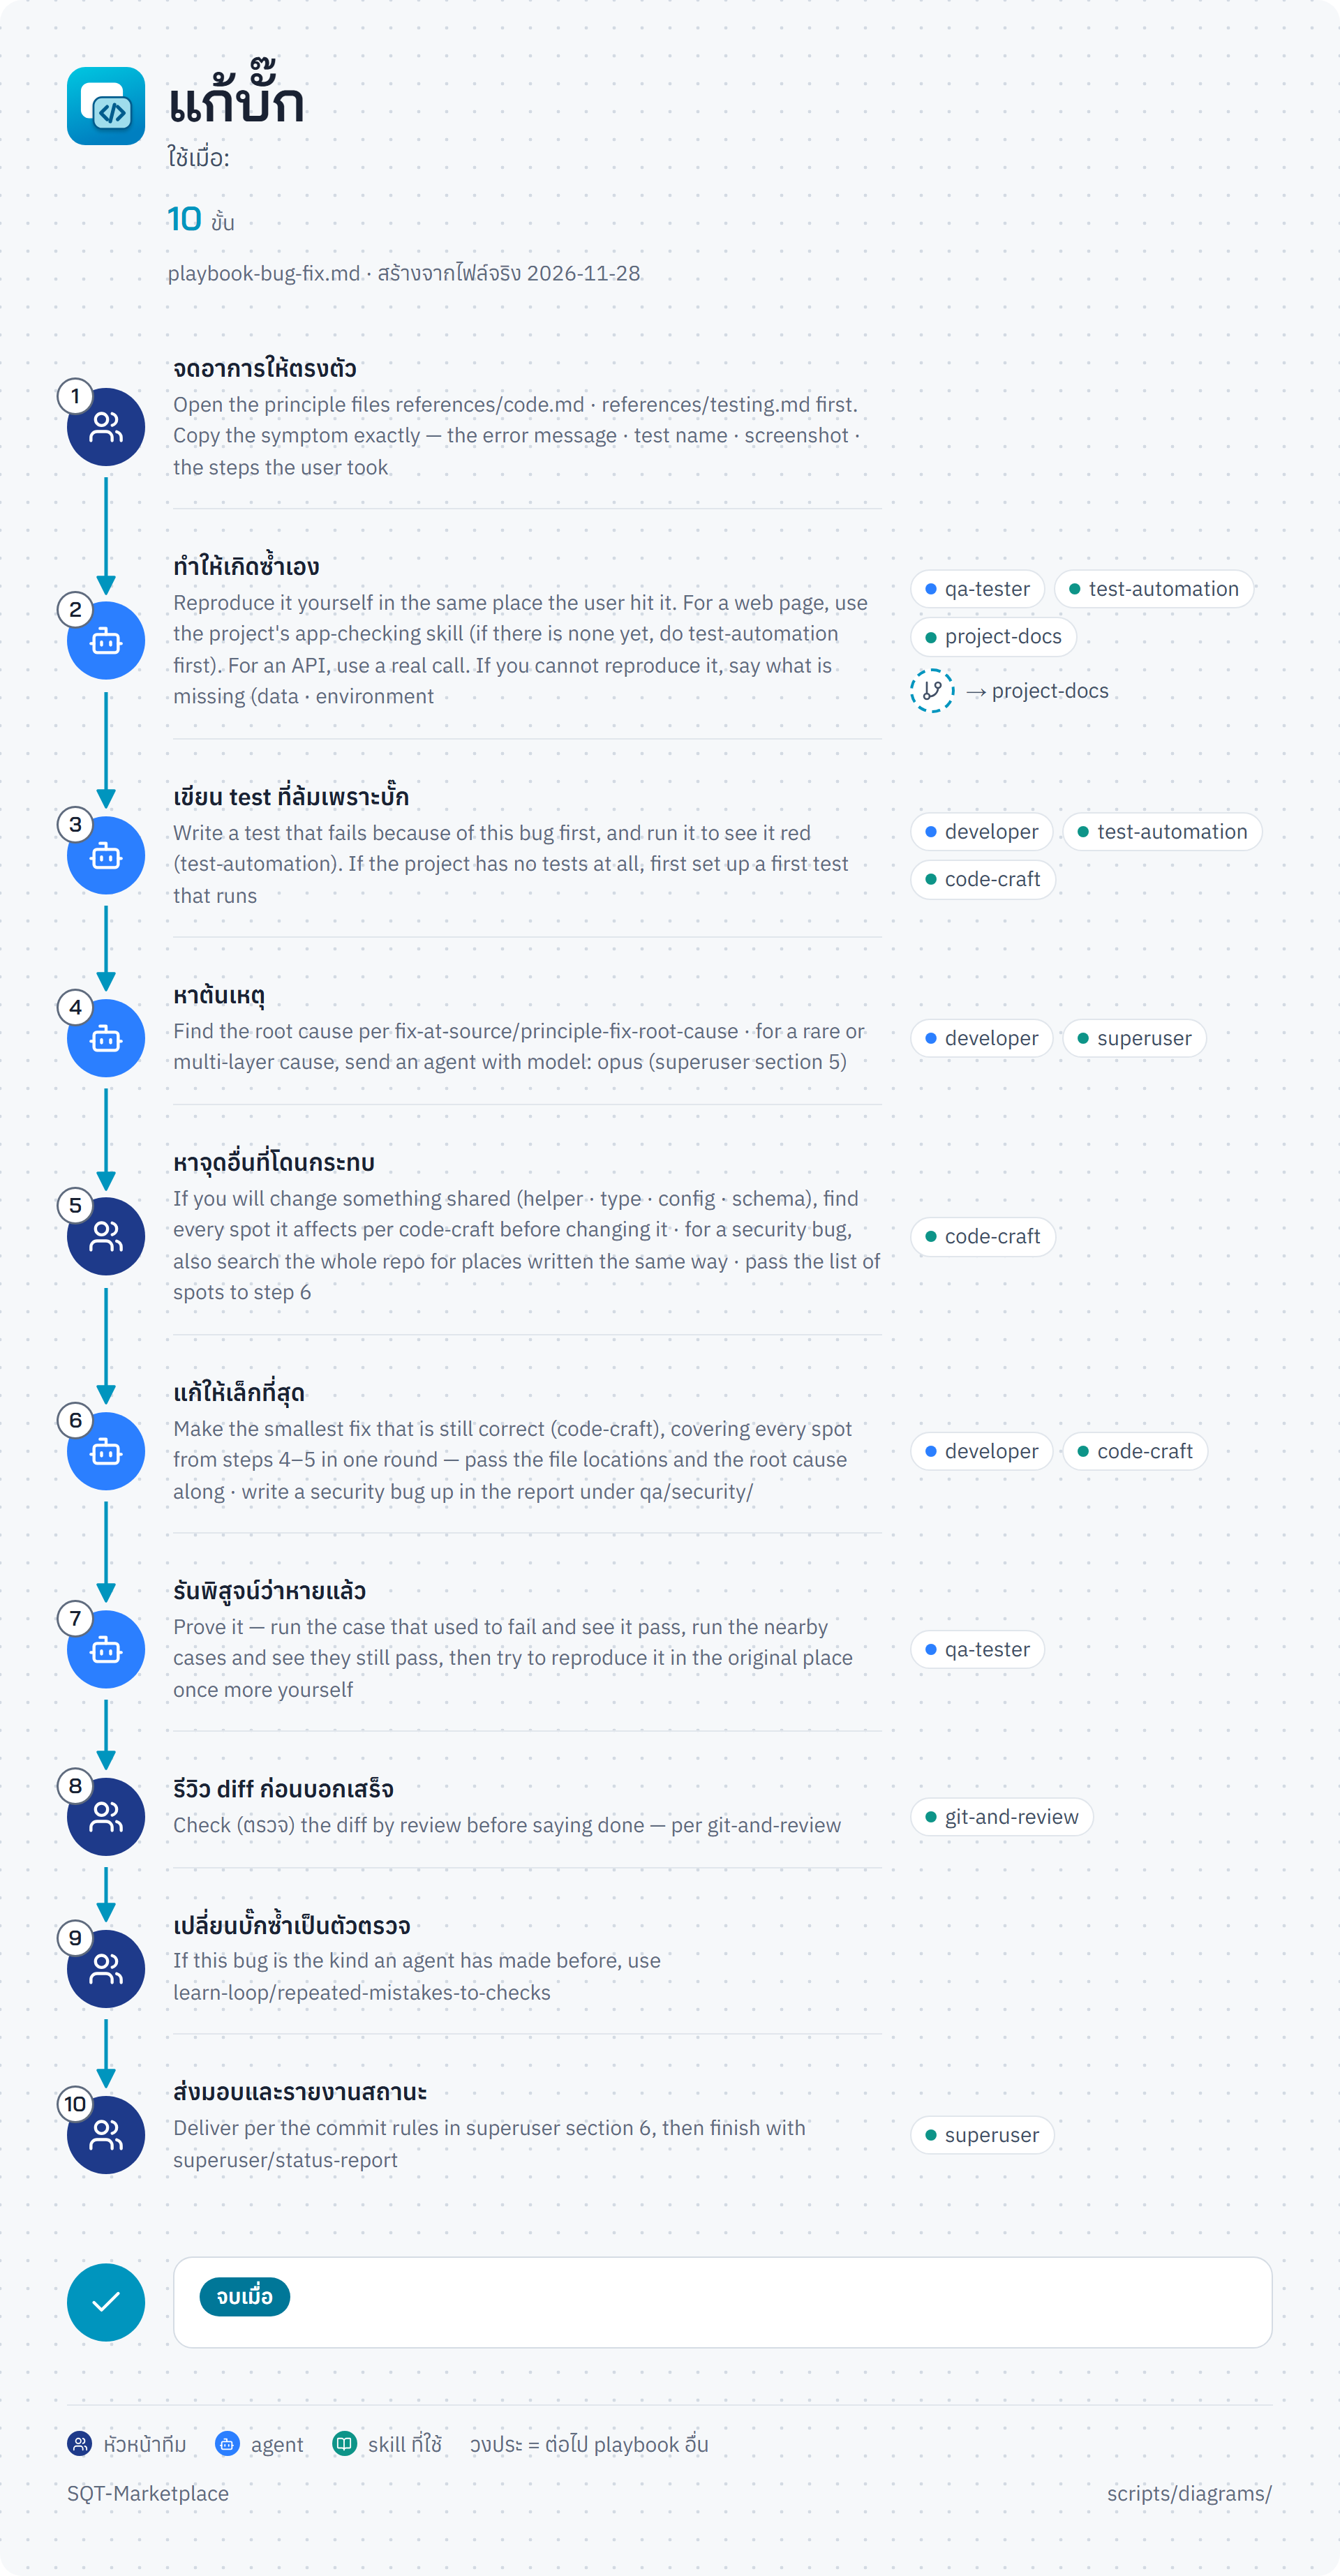 แก้บั๊ก
ใช้เมื่อ:
10 ขั้น
playbook-bug-fix.md · สร้างจากไฟล์จริง 2026-11-28
1
จดอาการให้ตรงตัว
Open the principle files references/code.md · references/testing.md first.
Copy the symptom exactly — the error message · test name · screenshot ·
the steps the user took
2
ทำให้เกิดซ้ำเอง
Reproduce it yourself in the same place the user hit it. For a web page, use
the project's app-checking skill (if there is none yet, do test-automation
first). For an API, use a real call. If you cannot reproduce it, say what is
missing (data · environment
qa-tester test-automation
project-docs
→ project-docs
3
เขียน test ที่ล้มเพราะบั๊ก
Write a test that fails because of this bug first, and run it to see it red
(test-automation). If the project has no tests at all, first set up a first test
that runs
developer test-automation
code-craft
4
หาต้นเหตุ
Find the root cause per fix-at-source/principle-fix-root-cause · for a rare or
multi-layer cause, send an agent with model: opus (superuser section 5)
developer superuser
5
หาจุดอื่นที่โดนกระทบ
If you will change something shared (helper · type · config · schema), find
every spot it affects per code-craft before changing it · for a security bug,
also search the whole repo for places written the same way · pass the list of
spots to step 6
code-craft
6
แก้ให้เล็กที่สุด
Make the smallest fix that is still correct (code-craft), covering every spot
from steps 4–5 in one round — pass the file locations and the root cause
along · write a security bug up in the report under qa/security/
developer code-craft
7
รันพิสูจน์ว่าหายแล้ว
Prove it — run the case that used to fail and see it pass, run the nearby
cases and see they still pass, then try to reproduce it in the original place
once more yourself
qa-tester
8
รีวิว diff ก่อนบอกเสร็จ
Check (ตรวจ) the diff by review before saying done — per git-and-review
git-and-review
9
เปลี่ยนบั๊กซ้ำเป็นตัวตรวจ
If this bug is the kind an agent has made before, use
learn-loop/repeated-mistakes-to-checks
10
ส่งมอบและรายงานสถานะ
Deliver per the commit rules in superuser section 6, then finish with
superuser/status-report
superuser
จบเมื่อ
หัวหน้าทีม agent skill ที่ใช้ วงประ = ต่อไป playbook อื่น
SQT-Marketplace scripts/diagrams/